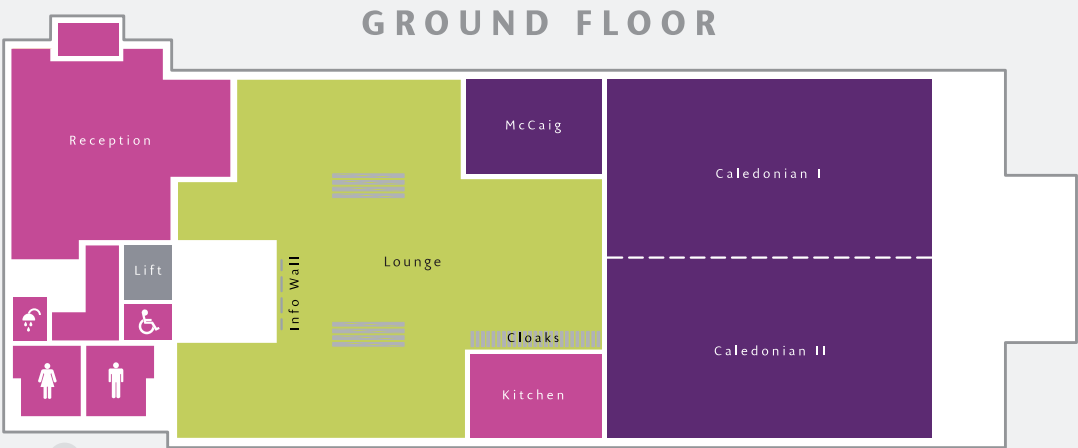 GROUND FLOOR
McCaig
Reception
Caledonian I
Lounge
Lift
Info Wall
Cloaks
Caledonian II
Kitchen